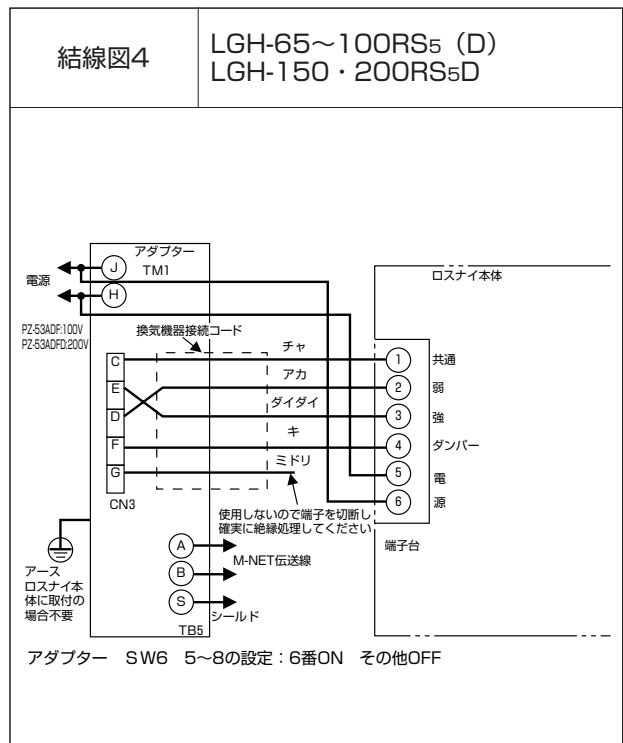 結線図4
LGH-65～100RS5（D）
LGH-150・200RS5D
アダプター
TM1
J
H
電源
PZ-53ADF:100V
PZ-53ADFD:200V
換気機器接続コード
ロスナイ本体
C
E
D
F
G
CN3
チャ
アカ
ダイダイ
キ
ミドリ
1 共通
2 弱
3 強
4 ダンパー
5 電
6 源
端子台
使用しないので端子を切断し
確実に絶縁処理してください
アース
ロスナイ本
体に取付の
場合不要
A
B
M-NET伝送線
S
シールド
TB5
アダプター SW6 5～8の設定：6番ON その他OFF